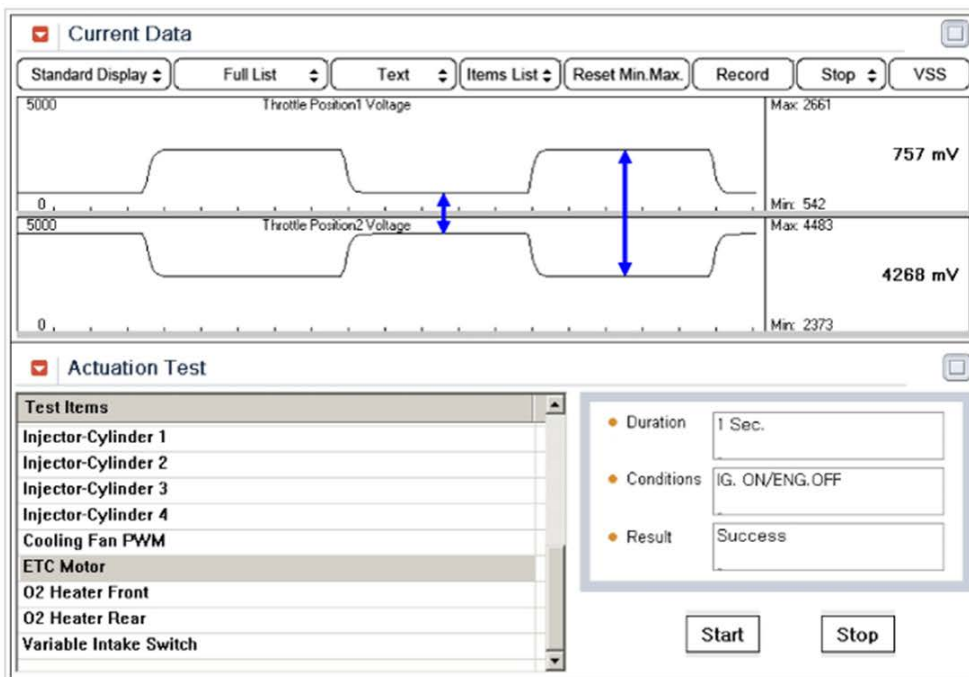 Current Data
Standard Display Full List Text Items List Reset Min.Max. Record Stop VSS
5000 Throttle Position1 Voltage Max: 2661
757 mV
0 Min: 542
5000 Throttle Position2 Voltage Max: 4483
4268 mV
0 Min: 2373
Actuation Test
Test Items
Injector-Cylinder 1
Injector-Cylinder 2
Injector-Cylinder 3
Injector-Cylinder 4
Cooling Fan PWM
ETC Motor
O2 Heater Front
O2 Heater Rear
Variable Intake Switch
Duration 1 Sec.
Conditions IG. ON/ENG.OFF
Result Success
Start Stop